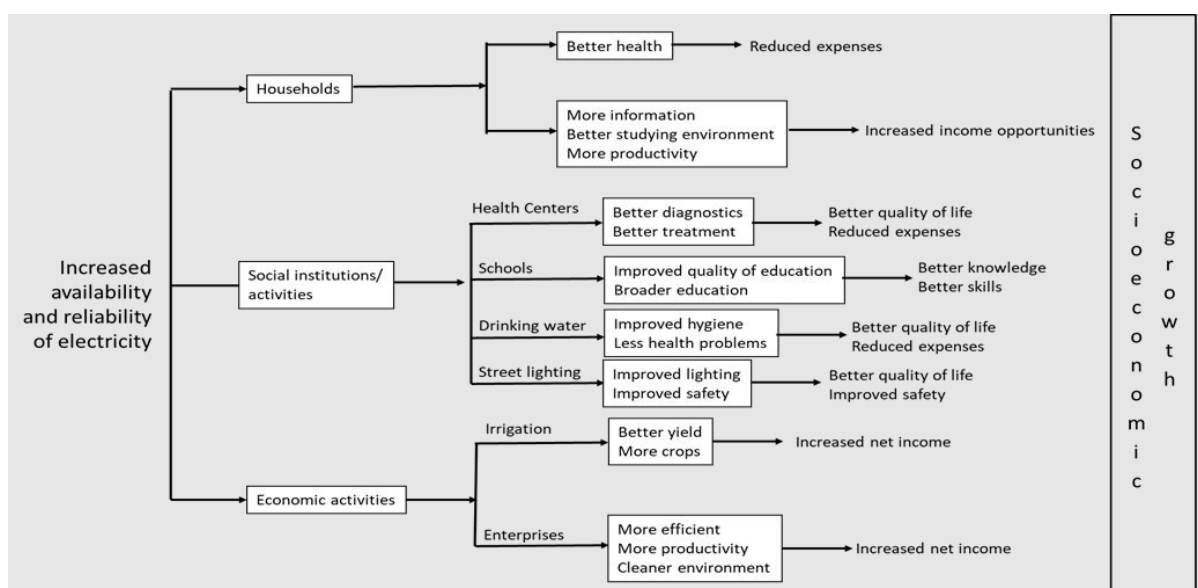 Increased
availability
and reliability
of electricity
Households
Better health
Reduced expenses
More information
Better studying environment
More productivity
Increased income opportunities
Social institutions/
activities
Health Centers
Better diagnostics
Better treatment
Better quality of life
Reduced expenses
Schools
Improved quality of education
Broader education
Better knowledge
Better skills
Drinking water
Improved hygiene
Less health problems
Better quality of life
Reduced expenses
Street lighting
Improved lighting
Improved safety
Better quality of life
Improved safety
Economic activities
Irrigation
Better yield
More crops
Increased net income
Enterprises
More efficient
More productivity
Cleaner environment
Increased net income
Socioeconomic
growth